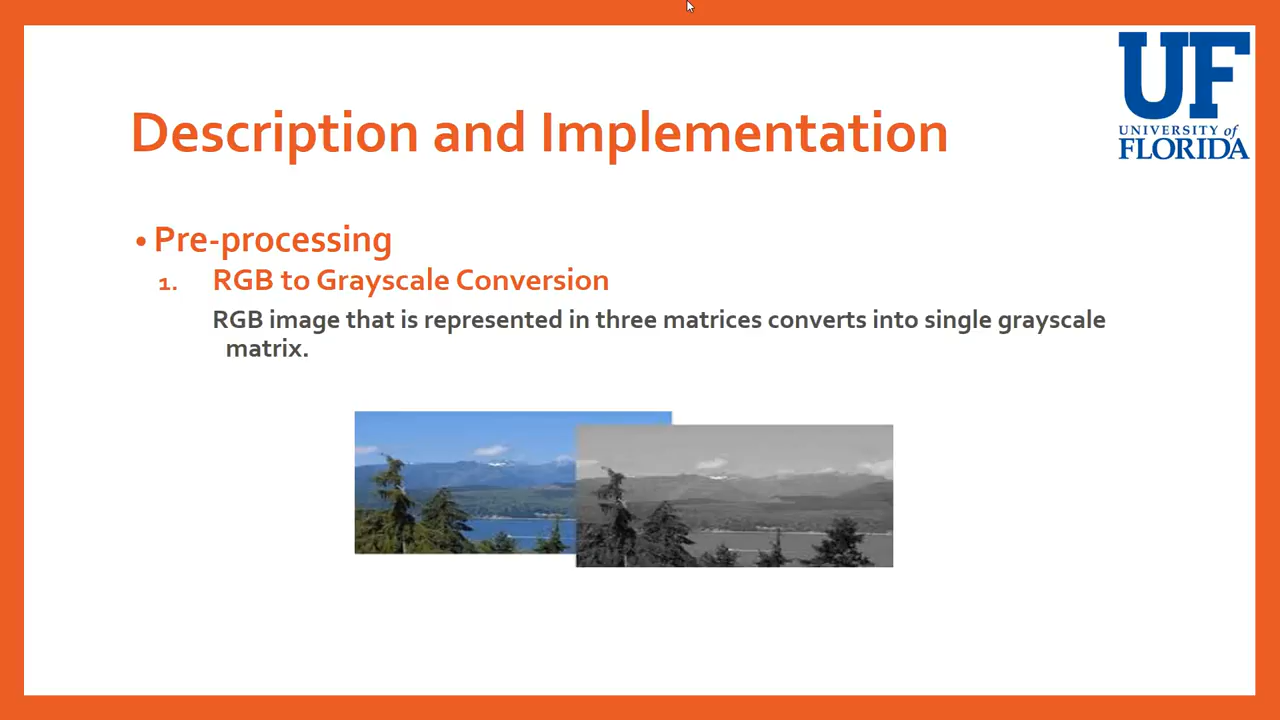 UF
UNIVERSITY of
FLORIDA
Description and Implementation
• Pre-processing
1. RGB to Grayscale Conversion
RGB image that is represented in three matrices converts into single grayscale
matrix.